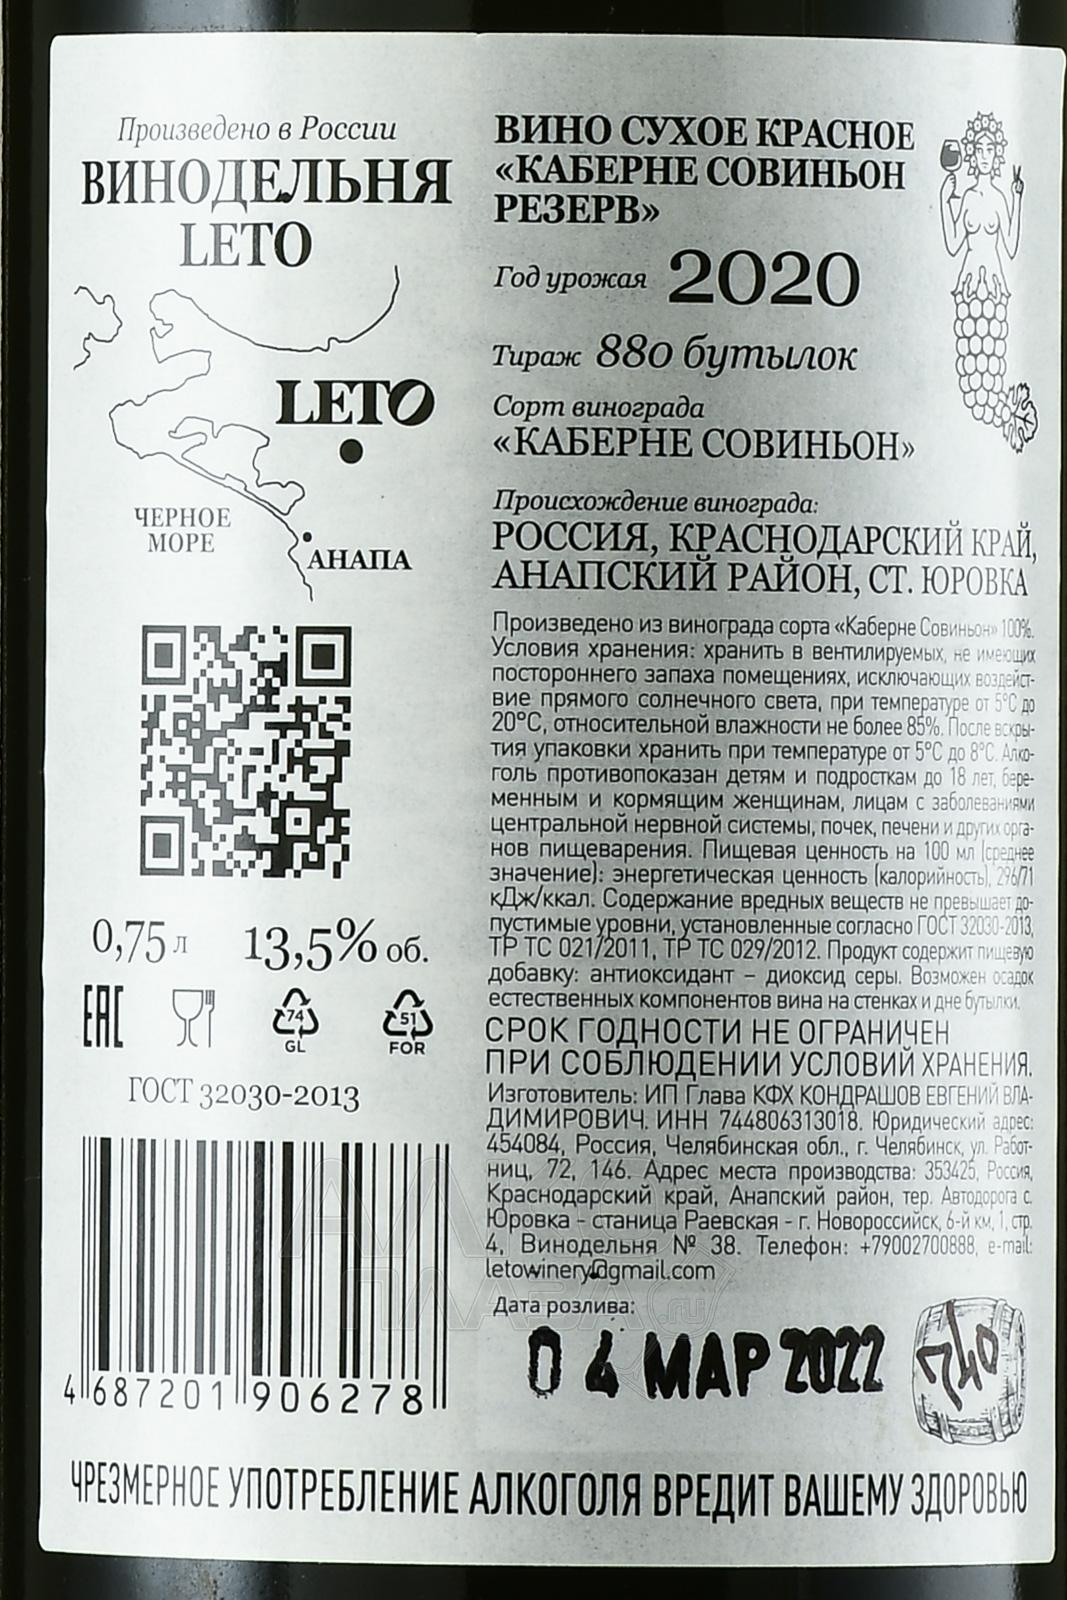 Произведено в России
ВИНОДЕЛЬНЯ
LETO
LETO
ЧЕРНОЕ
МОРЕ
АНАПА
0,75 л 13,5% об.
EAC
74
GL
51
FOR
ГОСТ 32030-2013
4 687201 906278
ВИНО СУХОЕ КРАСНОЕ
«КАБЕРНЕ СОВИНЬОН
РЕЗЕРВ»
Год урожая 2020
Тираж 880 бутылок
Сорт винограда
«КАБЕРНЕ СОВИНЬОН»
Происхождение винограда:
РОССИЯ, КРАСНОДАРСКИЙ КРАЙ,
АНАПСКИЙ РАЙОН, СТ. ЮРОВКА
Произведено из винограда сорта «Каберне Совиньон» 100%.
Условия хранения: хранить в вентилируемых, не имеющих
постороннего запаха помещениях, исключающих воздейст-
вие прямого солнечного света, при температуре от 5°C до
20°C, относительной влажности не более 85%. После вскры-
тия упаковки хранить при температуре от 5°C до 8°C. Алко-
голь противопоказан детям и подросткам до 18 лет, бере-
менным и кормящим женщинам, лицам с заболеваниями
центральной нервной системы, почек, печени и других орга-
нов пищеварения. Пищевая ценность на 100 мл (среднее
значение): энергетическая ценность (калорийность), 296/71
кДж/ккал. Содержание вредных веществ не превышает до-
пустимые уровни, установленные согласно ГОСТ 32030-2013,
ТР ТС 021/2011, ТР ТС 029/2012. Продукт содержит пищевую
добавку: антиоксидант – диоксид серы. Возможен осадок
естественных компонентов вина на стенках и дне бутылки.
СРОК ГОДНОСТИ НЕ ОГРАНИЧЕН
ПРИ СОБЛЮДЕНИИ УСЛОВИЙ ХРАНЕНИЯ.
Изготовитель: ИП Глава КФХ КОНДРАШОВ ЕВГЕНИЙ ВЛА-
ДИМИРОВИЧ. ИНН 744806313018. Юридический адрес:
454084, Россия, Челябинская обл., г. Челябинск, ул. Работ-
ниц, 72, 146. Адрес места производства: 353425, Россия,
Краснодарский край, Анапский район, тер. Автодорога с.
Юровка - станица Раевская - г. Новороссийск, 6-й км, 1, стр.
4, Винодельня № 38. Телефон: +79002700888, e-mail:
letowinery@gmail.com
Дата розлива:
04 МАР 2022
ЧРЕЗМЕРНОЕ УПОТРЕБЛЕНИЕ АЛКОГОЛЯ ВРЕДИТ ВАШЕМУ ЗДОРОВЬЮ